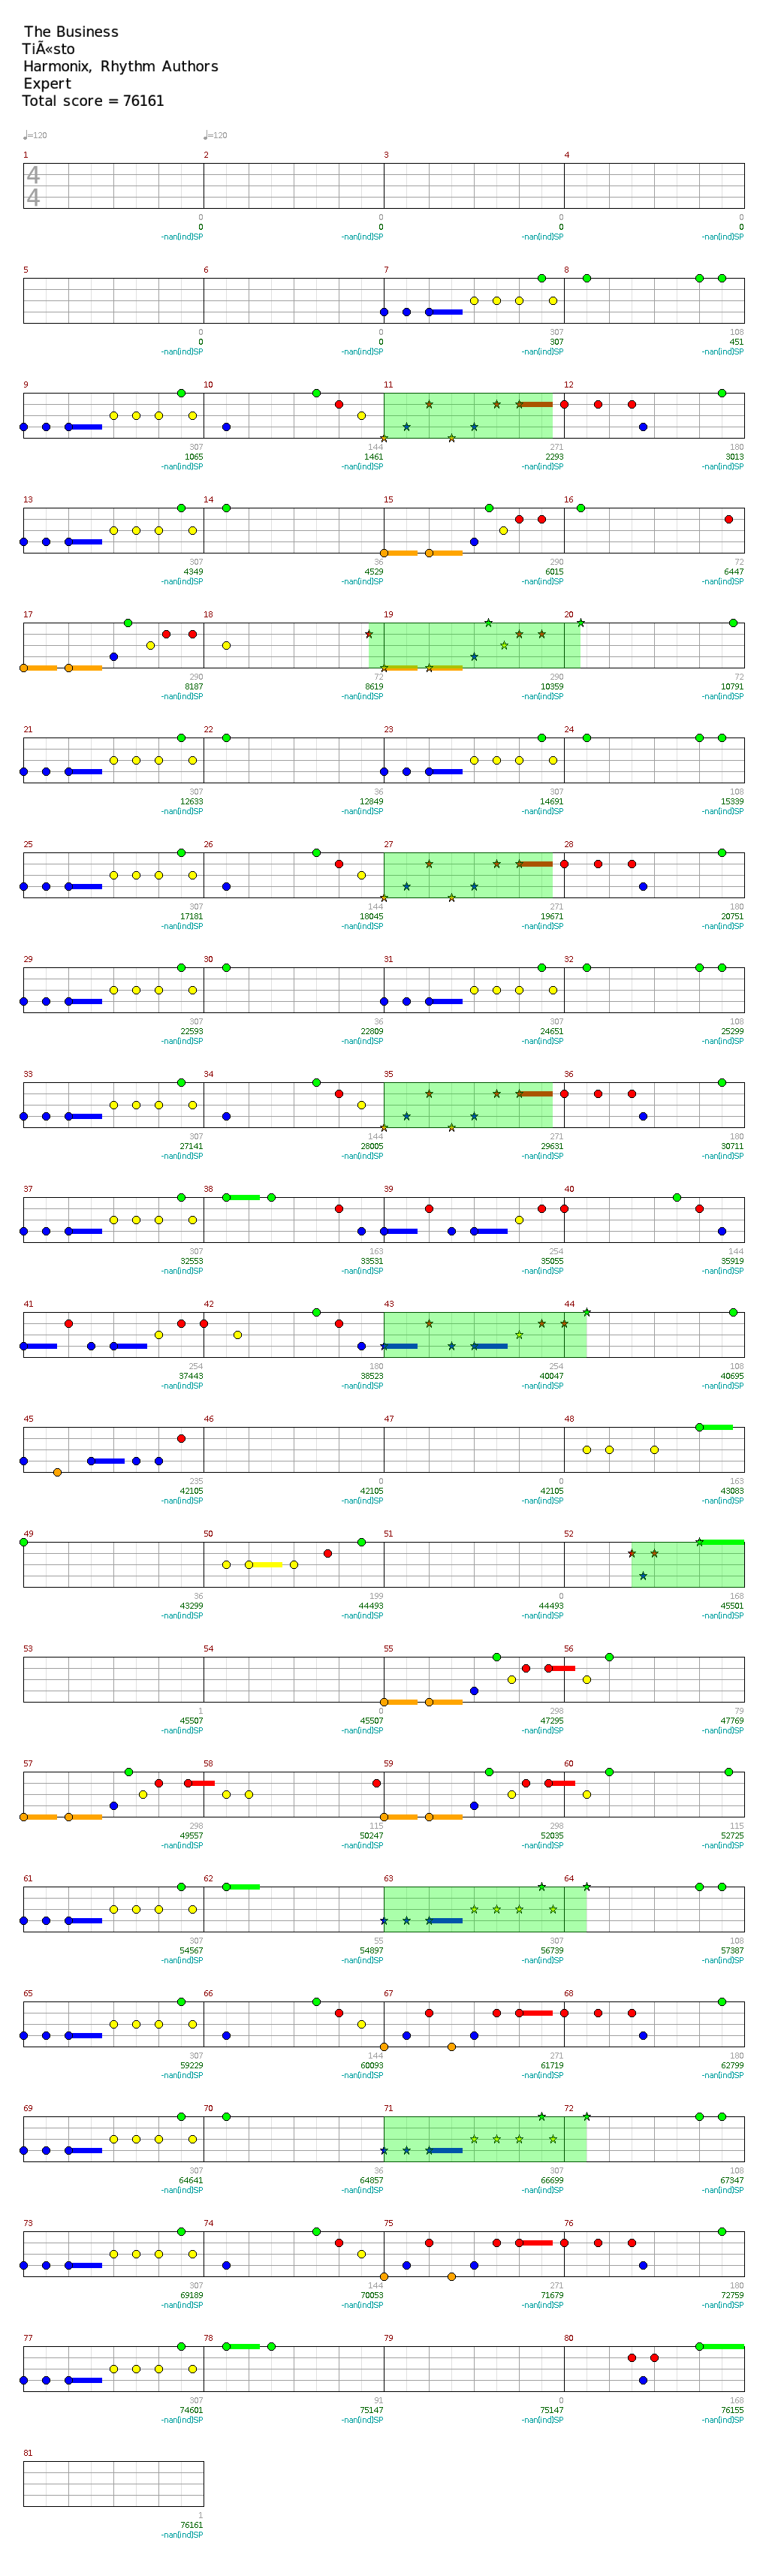 The Business
TiÃ«sto
Harmonix, Rhythm Authors
Expert
Total score = 76161
♩=120 ♩=120
1 2 3 4
4
4
0 0 0 0
0 0 0 0
-nan(ind)SP -nan(ind)SP -nan(ind)SP -nan(ind)SP
5 6 7 8
0 0 307 108
0 0 307 451
-nan(ind)SP -nan(ind)SP -nan(ind)SP -nan(ind)SP
9 10 11 12
307 144 271 180
1065 1461 2293 3013
-nan(ind)SP -nan(ind)SP -nan(ind)SP -nan(ind)SP
13 14 15 16
307 36 290 72
4349 4529 6015 6447
-nan(ind)SP -nan(ind)SP -nan(ind)SP -nan(ind)SP
17 18 19 20
290 72 290 72
8187 8619 10359 10791
-nan(ind)SP -nan(ind)SP -nan(ind)SP -nan(ind)SP
21 22 23 24
307 36 307 108
12633 12849 14691 15339
-nan(ind)SP -nan(ind)SP -nan(ind)SP -nan(ind)SP
25 26 27 28
307 144 271 180
17181 18045 19671 20751
-nan(ind)SP -nan(ind)SP -nan(ind)SP -nan(ind)SP
29 30 31 32
307 36 307 108
22593 22809 24651 25299
-nan(ind)SP -nan(ind)SP -nan(ind)SP -nan(ind)SP
33 34 35 36
307 144 271 180
27141 28005 29631 30711
-nan(ind)SP -nan(ind)SP -nan(ind)SP -nan(ind)SP
37 38 39 40
307 163 254 144
32553 33531 35055 35919
-nan(ind)SP -nan(ind)SP -nan(ind)SP -nan(ind)SP
41 42 43 44
254 180 254 108
37443 38523 40047 40695
-nan(ind)SP -nan(ind)SP -nan(ind)SP -nan(ind)SP
45 46 47 48
235 0 0 163
42105 42105 42105 43083
-nan(ind)SP -nan(ind)SP -nan(ind)SP -nan(ind)SP
49 50 51 52
36 199 0 168
43299 44493 44493 45501
-nan(ind)SP -nan(ind)SP -nan(ind)SP -nan(ind)SP
53 54 55 56
1 0 298 79
45507 45507 47295 47769
-nan(ind)SP -nan(ind)SP -nan(ind)SP -nan(ind)SP
57 58 59 60
298 115 298 115
49557 50247 52035 52725
-nan(ind)SP -nan(ind)SP -nan(ind)SP -nan(ind)SP
61 62 63 64
307 55 307 108
54567 54897 56739 57387
-nan(ind)SP -nan(ind)SP -nan(ind)SP -nan(ind)SP
65 66 67 68
307 144 271 180
59229 60093 61719 62799
-nan(ind)SP -nan(ind)SP -nan(ind)SP -nan(ind)SP
69 70 71 72
307 36 307 108
64641 64857 66699 67347
-nan(ind)SP -nan(ind)SP -nan(ind)SP -nan(ind)SP
73 74 75 76
307 144 271 180
69189 70053 71679 72759
-nan(ind)SP -nan(ind)SP -nan(ind)SP -nan(ind)SP
77 78 79 80
307 91 0 168
74601 75147 75147 76155
-nan(ind)SP -nan(ind)SP -nan(ind)SP -nan(ind)SP
81
1
76161
-nan(ind)SP